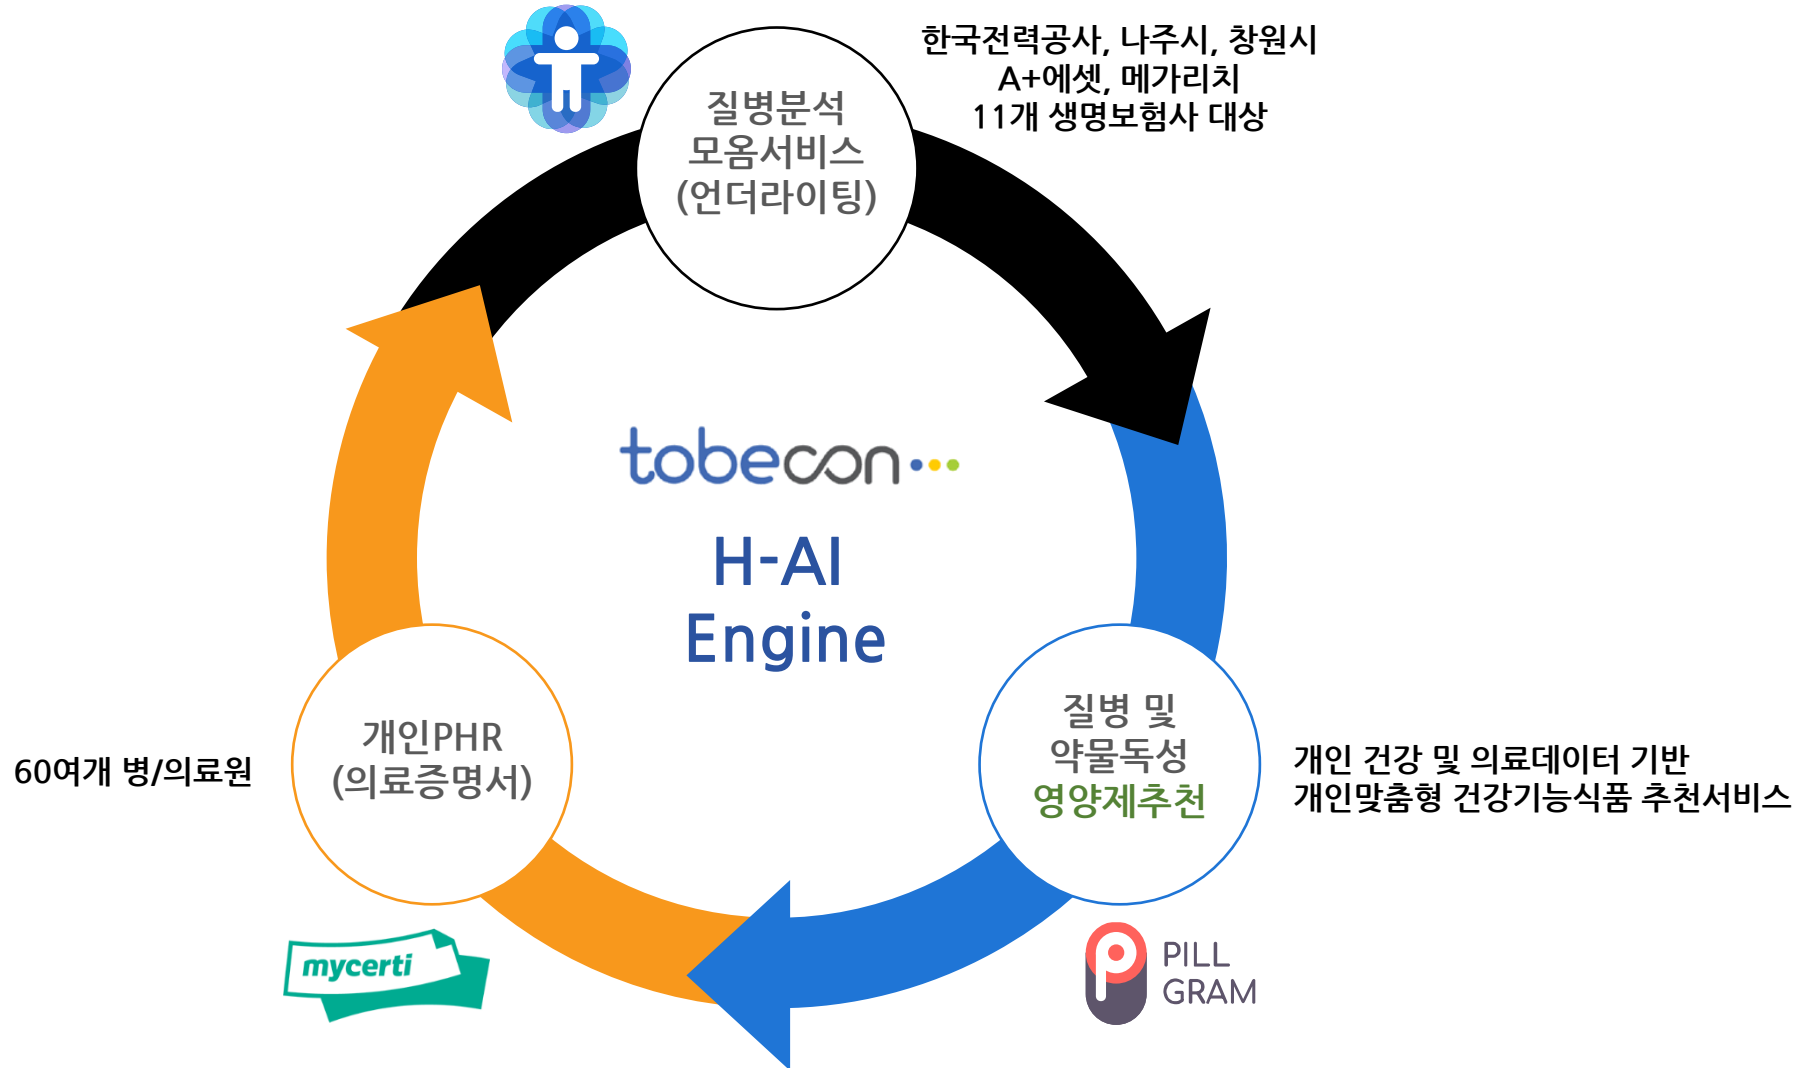 한국전력공사, 나주시, 창원시
A+에셋, 메가리치
11개 생명보험사 대상
질병분석
모옴서비스
(언더라이팅)
tobecon
H-AI
Engine
개인PHR
(의료증명서)
60여개 병/의료원
질병 및
약물독성
영양제추천
개인 건강 및 의료데이터 기반
개인맞춤형 건강기능식품 추천서비스
mycerti
PILL
GRAM